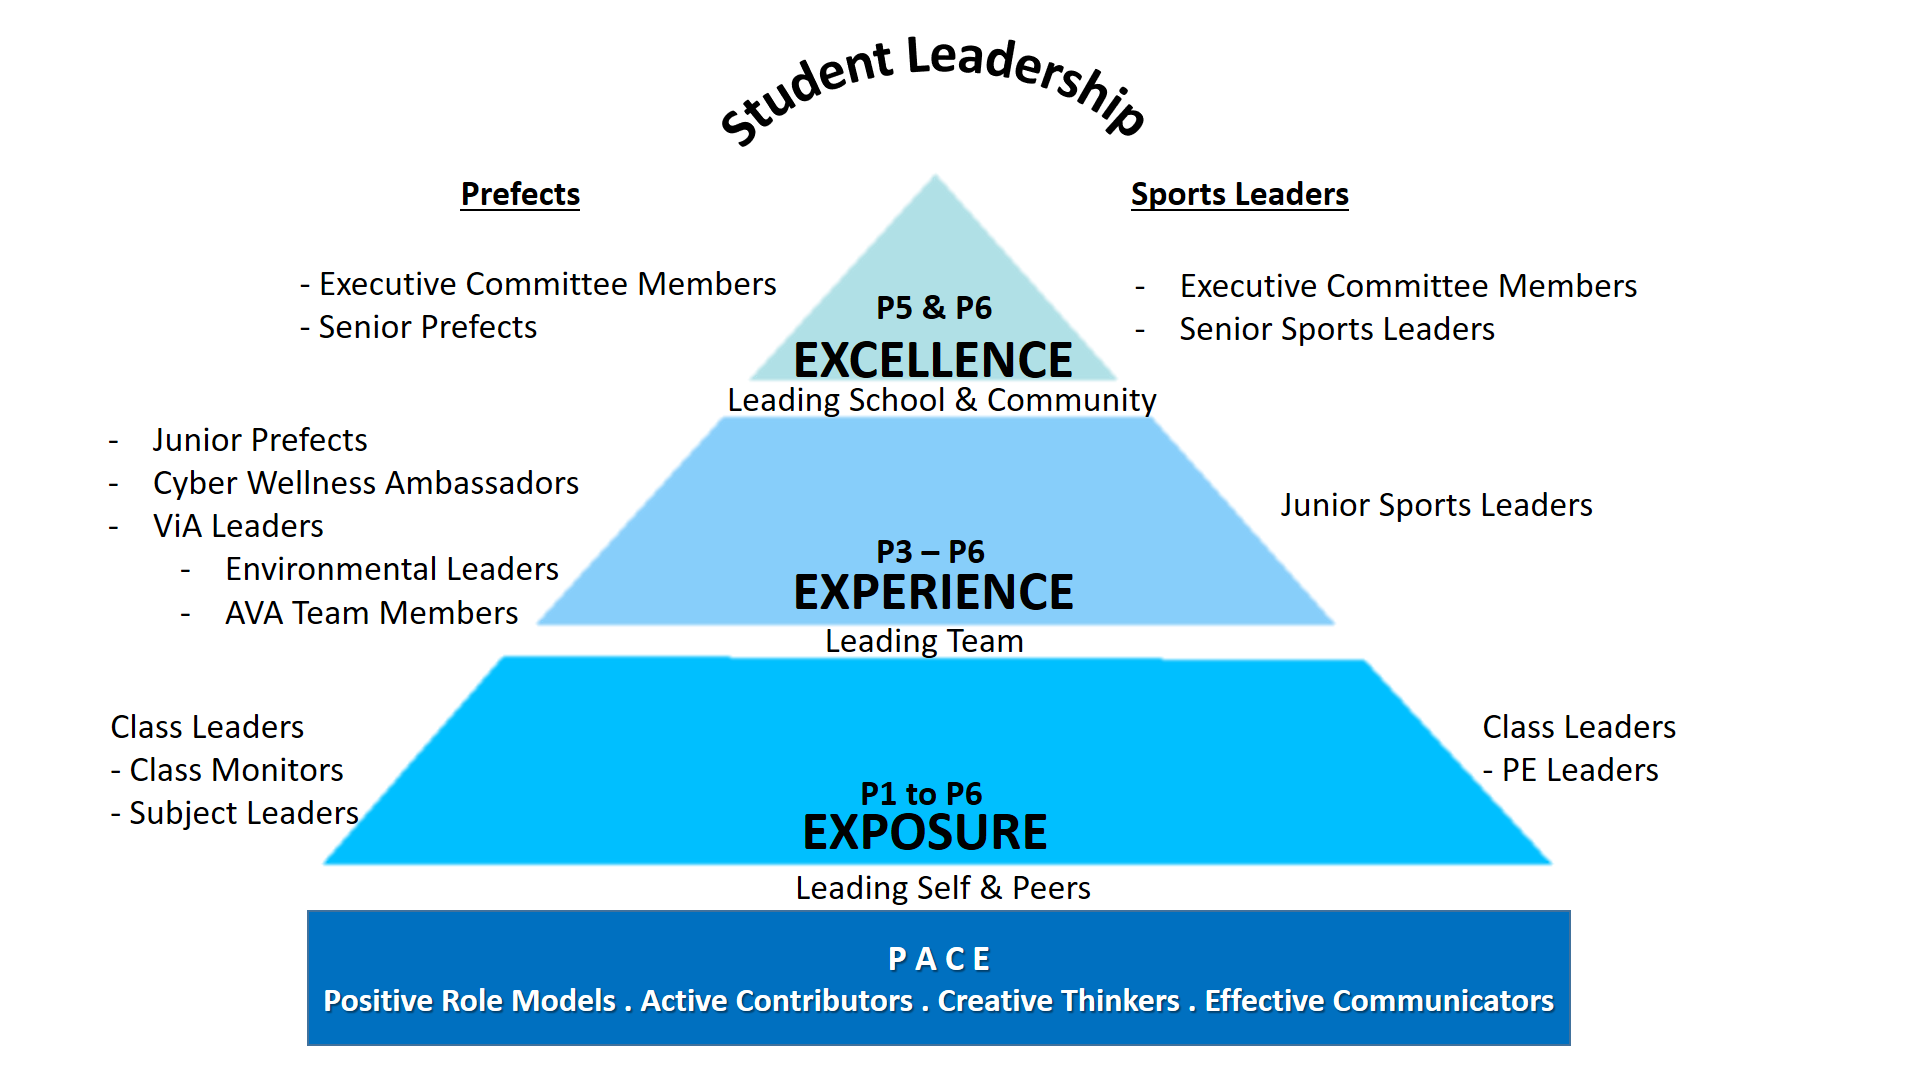 Student Leadership
Prefects
Sports Leaders
- Executive Committee Members
- Senior Prefects
- Executive Committee Members
- Senior Sports Leaders
P5 & P6
EXCELLENCE
Leading School & Community
- Junior Prefects
- Cyber Wellness Ambassadors
- ViA Leaders
- Environmental Leaders
- AVA Team Members
Junior Sports Leaders
P3 – P6
EXPERIENCE
Leading Team
Class Leaders
- Class Monitors
- Subject Leaders
Class Leaders
- PE Leaders
P1 to P6
EXPOSURE
Leading Self & Peers
P A C E
Positive Role Models . Active Contributors . Creative Thinkers . Effective Communicators